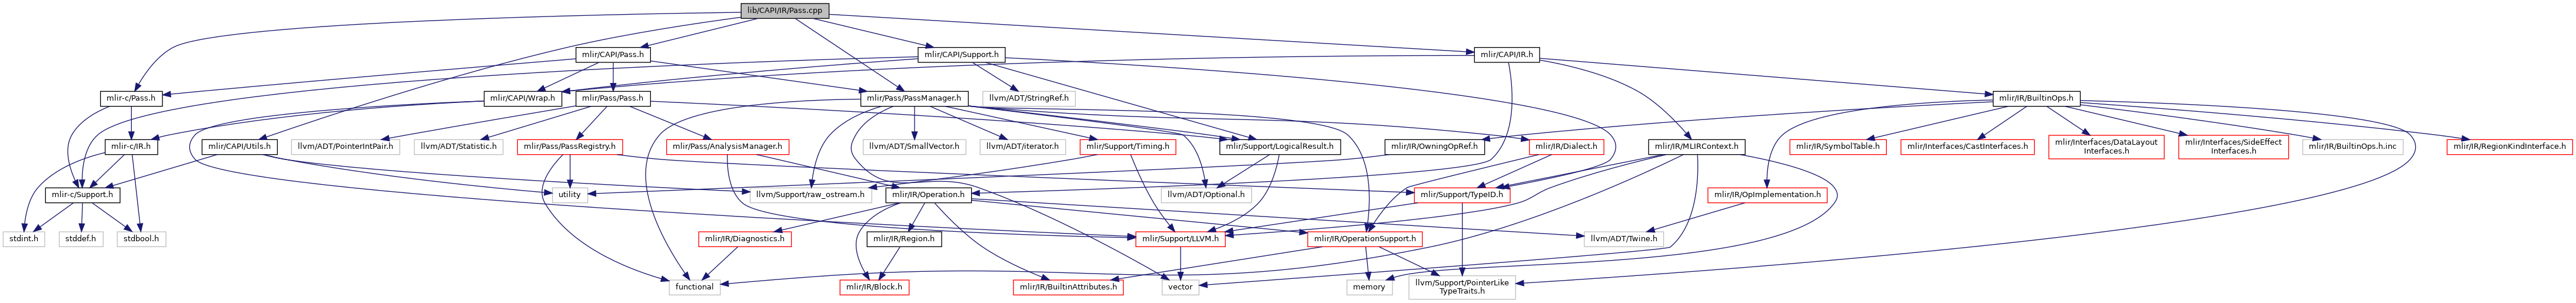 lib/CAPI/IR/Pass.cpp
mlir/CAPI/Pass.h
mlir/CAPI/Support.h
mlir/CAPI/IR.h
mlir-c/Pass.h
mlir/CAPI/Wrap.h
mlir/Pass/Pass.h
mlir/Pass/PassManager.h
llvm/ADT/StringRef.h
mlir/IR/BuiltinOps.h
mlir-c/IR.h
mlir/CAPI/Utils.h
llvm/ADT/PointerIntPair.h
llvm/ADT/Statistic.h
mlir/Pass/PassRegistry.h
mlir/Pass/AnalysisManager.h
llvm/ADT/SmallVector.h
llvm/ADT/iterator.h
mlir/Support/Timing.h
mlir/Support/LogicalResult.h
mlir/IR/OwningOpRef.h
mlir/IR/Dialect.h
mlir/IR/MLIRContext.h
mlir/IR/SymbolTable.h
mlir/Interfaces/CastInterfaces.h
mlir/Interfaces/DataLayout
Interfaces.h
mlir/Interfaces/SideEffect
Interfaces.h
mlir/IR/BuiltinOps.h.inc
mlir/IR/RegionKindInterface.h
mlir-c/Support.h
utility
llvm/Support/raw_ostream.h
mlir/IR/Operation.h
llvm/ADT/Optional.h
mlir/Support/TypeID.h
mlir/IR/OpImplementation.h
stdint.h
stddef.h
stdbool.h
mlir/IR/Diagnostics.h
mlir/IR/Region.h
mlir/Support/LLVM.h
mlir/IR/OperationSupport.h
llvm/ADT/Twine.h
functional
mlir/IR/Block.h
mlir/IR/BuiltinAttributes.h
vector
memory
llvm/Support/PointerLike
TypeTraits.h